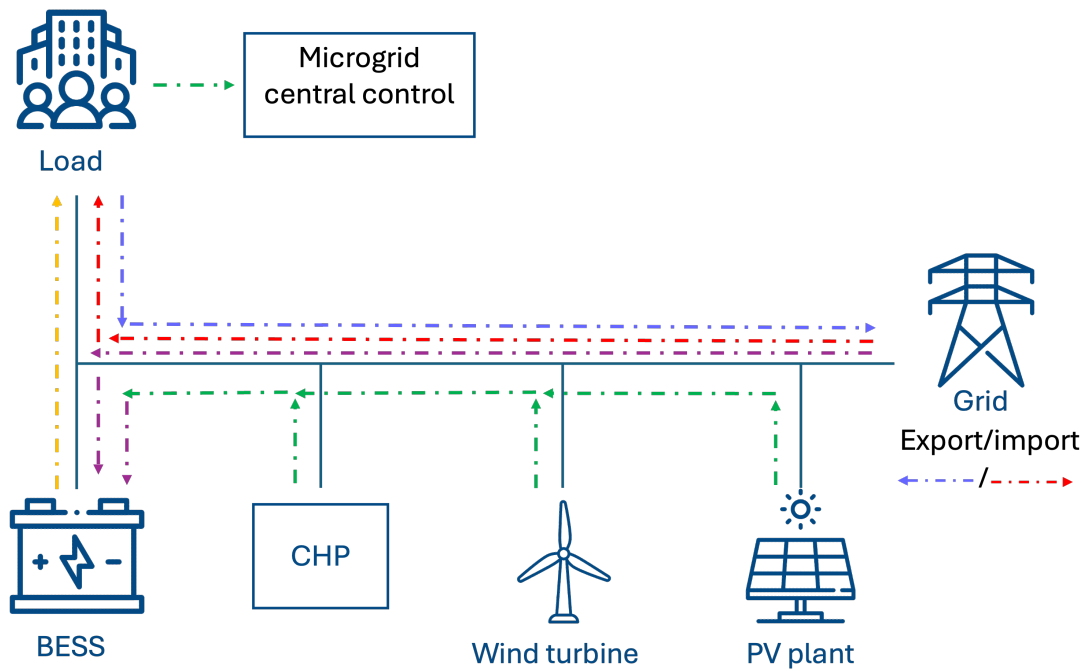 Microgrid
central control
Load
Grid
Export/import
/
CHP
BESS
Wind turbine
PV plant